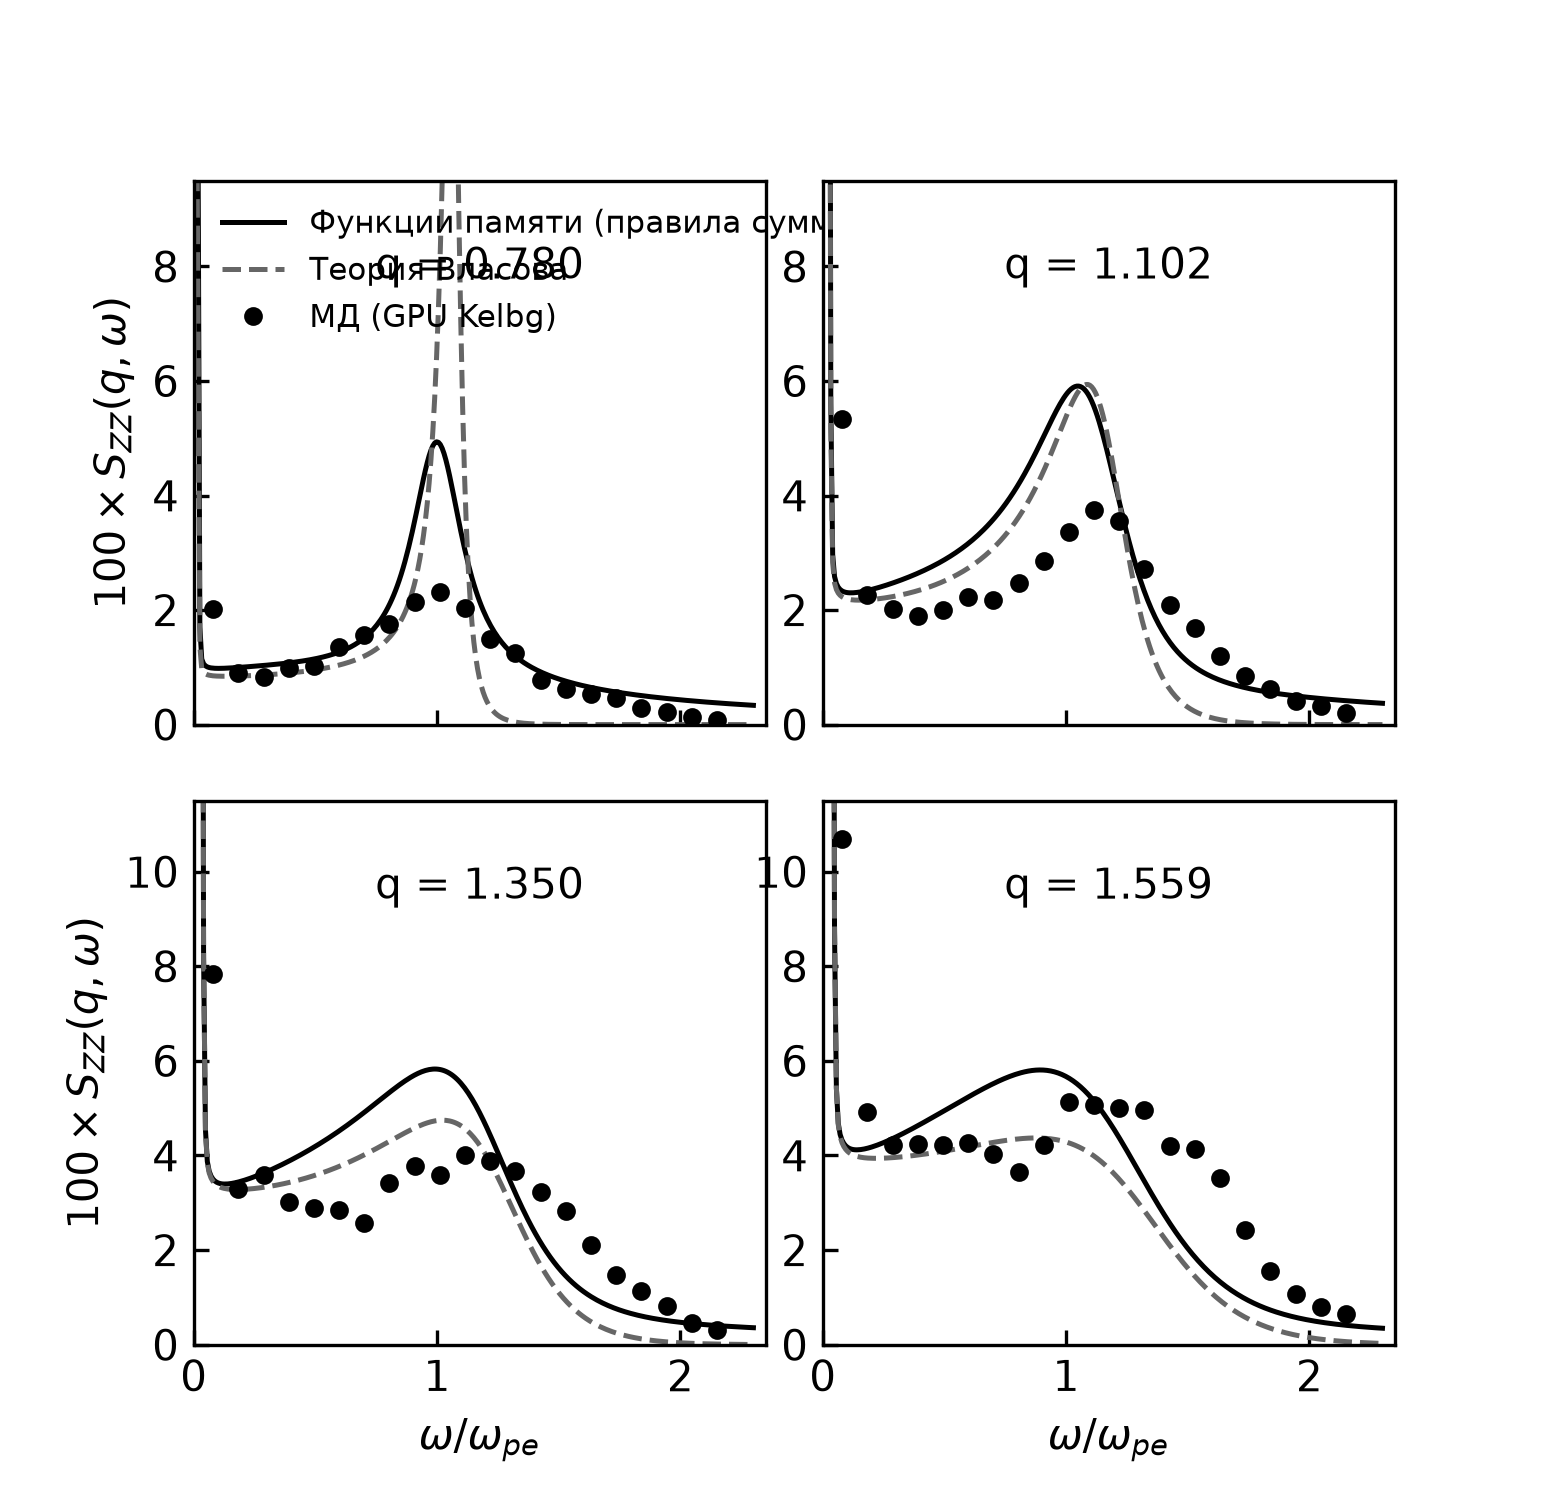 Функции памяти (правила сумм
Теория Власова
МД (GPU Kelbg)
q = 0.780
q = 1.102
8
6
4
2
0
8
6
4
2
0
100 × S_ZZ(q, ω)
q = 1.350
q = 1.559
10
8
6
4
2
0
10
8
6
4
2
0
100 × S_ZZ(q, ω)
0 1 2
0 1 2
ω/ω_pe
ω/ω_pe